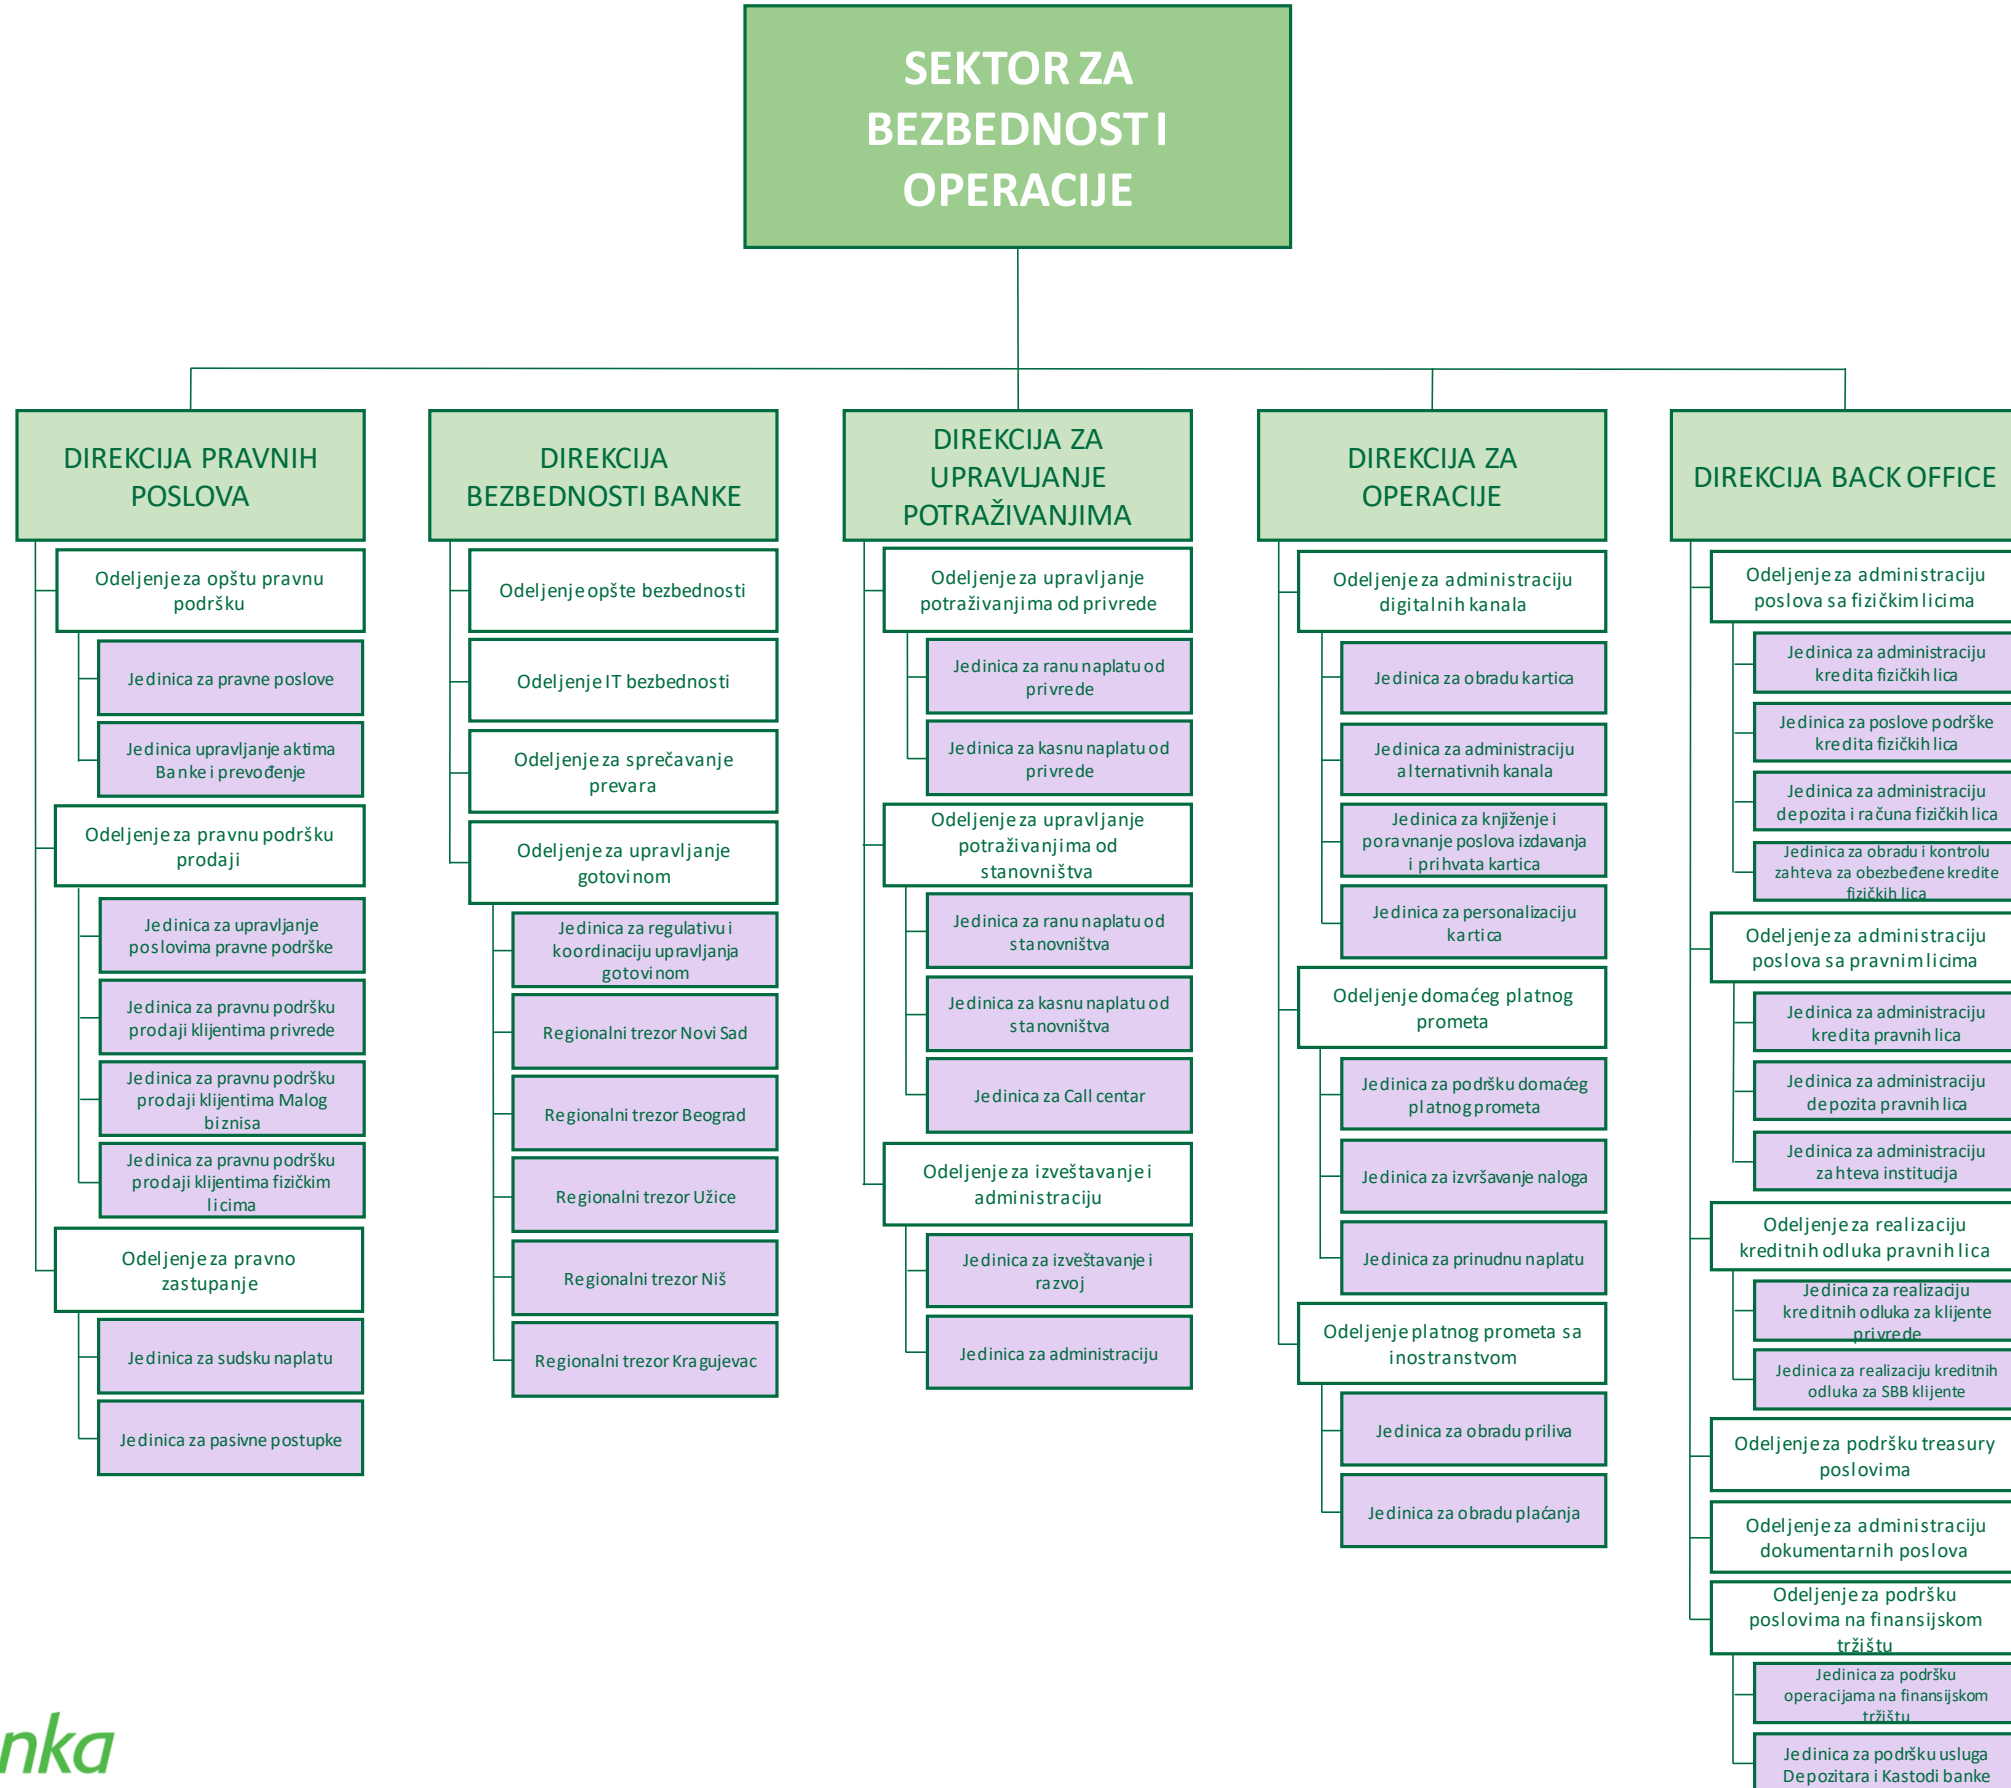 SEKTOR ZA
BEZBEDNOST I
OPERACIJE
DIREKCIJA PRAVNIH
POSLOVA
Odeljenje za opštu pravnu
podršku
Jedinica za pravne poslove
Jedinica upravljanje aktima
Banke i prevođenje
Odeljenje za pravnu podršku
prodaji
Jedinica za upravljanje
poslovima pravne podrške
Jedinica za pravnu podršku
prodaji klijentima privrede
Jedinica za pravnu podršku
prodaji klijentima Malog
biznisa
Jedinica za pravnu podršku
prodaji klijentima fizičkim
licima
Odeljenje za pravno
zastupanje
Jedinica za sudsku naplatu
Jedinica za pasivne postupke
DIREKCIJA
BEZBEDNOSTI BANKE
Odeljenje opšte bezbednosti
Odeljenje IT bezbednosti
Odeljenje za sprečavanje
prevara
Odeljenje za upravljanje
gotovinom
Jedinica za regulativu i
koordinaciju upravljanja
gotovinom
Regionalni trezor Novi Sad
Regionalni trezor Beograd
Regionalni trezor Užice
Regionalni trezor Niš
Regionalni trezor Kragujevac
DIREKCIJA ZA
UPRAVLJANJE
POTRAŽIVANJIMA
Odeljenje za upravljanje
potraživanjima od privrede
Jedinica za ranu naplatu od
privrede
Jedinica za kasnu naplatu od
privrede
Odeljenje za upravljanje
potraživanjima od
stanovništva
Jedinica za ranu naplatu od
stanovništva
Jedinica za kasnu naplatu od
stanovništva
Jedinica za Call centar
Odeljenje za izveštavanje i
administraciju
Jedinica za izveštavanje i
razvoj
Jedinica za administraciju
DIREKCIJA ZA
OPERACIJE
Odeljenje za administraciju
digitalnih kanala
Jedinica za obradu kartica
Jedinica za administraciju
alternativnih kanala
Jedinica za knjiženje i
poravnanje poslova izdavanja
i prihvata kartica
Jedinica za personalizaciju
kartica
Odeljenje domaćeg platnog
prometa
Jedinica za podršku domaćeg
platnog prometa
Jedinica za izvršavanje naloga
Jedinica za prinudnu naplatu
Odeljenje platnog prometa sa
inostranstvom
Jedinica za obradu priliva
Jedinica za obradu plaćanja
DIREKCIJA BACK OFFICE
Odeljenje za administraciju
poslova sa fizičkim licima
Jedinica za administraciju
kredita fizičkih lica
Jedinica za poslove podrške
kredita fizičkih lica
Jedinica za administraciju
depozita i računa fizičkih lica
Jedinica za obradu i kontrolu
zahteva za obezbeđene kredite
fizičkih lica
Odeljenje za administraciju
poslova sa pravnim licima
Jedinica za administraciju
kredita pravnih lica
Jedinica za administraciju
depozita pravnih lica
Jedinica za administraciju
zahteva institucija
Odeljenje za realizaciju
kreditnih odluka pravnih lica
Jedinica za realizaciju
kreditnih odluka za klijente
privrede
Jedinica za realizaciju kreditnih
odluka za SBB klijente
Odeljenje za podršku treasury
poslovima
Odeljenje za administraciju
dokumentarnih poslova
Odeljenje za podršku
poslovima na finansijskom
tržištu
Jedinica za podršku
operacijama na finansijskom
tržištu
Jedinica za podršku usluga
Depozitara i Kastodi banke
nka